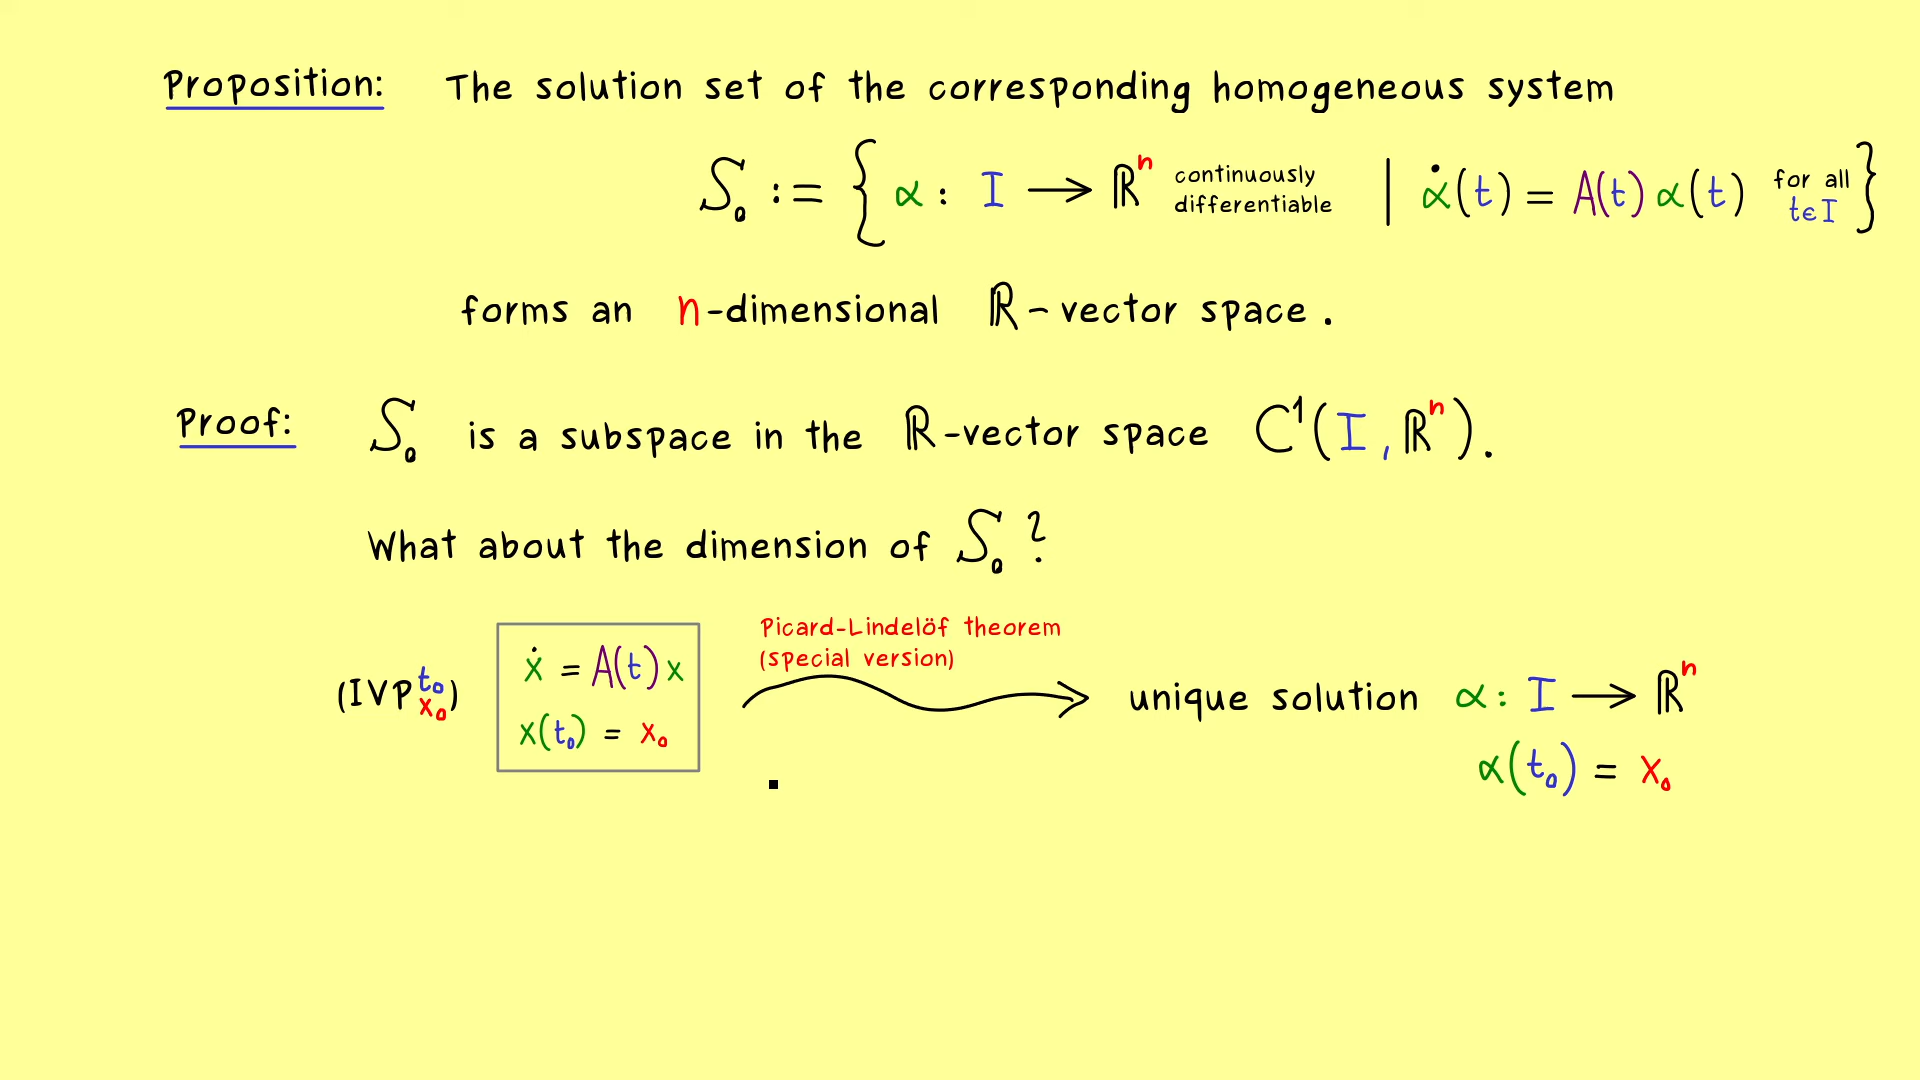 Proposition: The solution set of the corresponding homogeneous system
S₀ := { α : I → ℝⁿ continuously differentiable | α̇(t) = A(t) α(t) for all t∈I }
forms an n-dimensional ℝ-vector space.
Proof: S₀ is a subspace in the ℝ-vector space C¹(I, ℝⁿ).
What about the dimension of S₀ ?
Picard-Lindelöf theorem
(special version)
(IVP t₀ x₀) ẋ = A(t) x
x(t₀) = x₀
unique solution α : I → ℝⁿ
α(t₀) = x₀